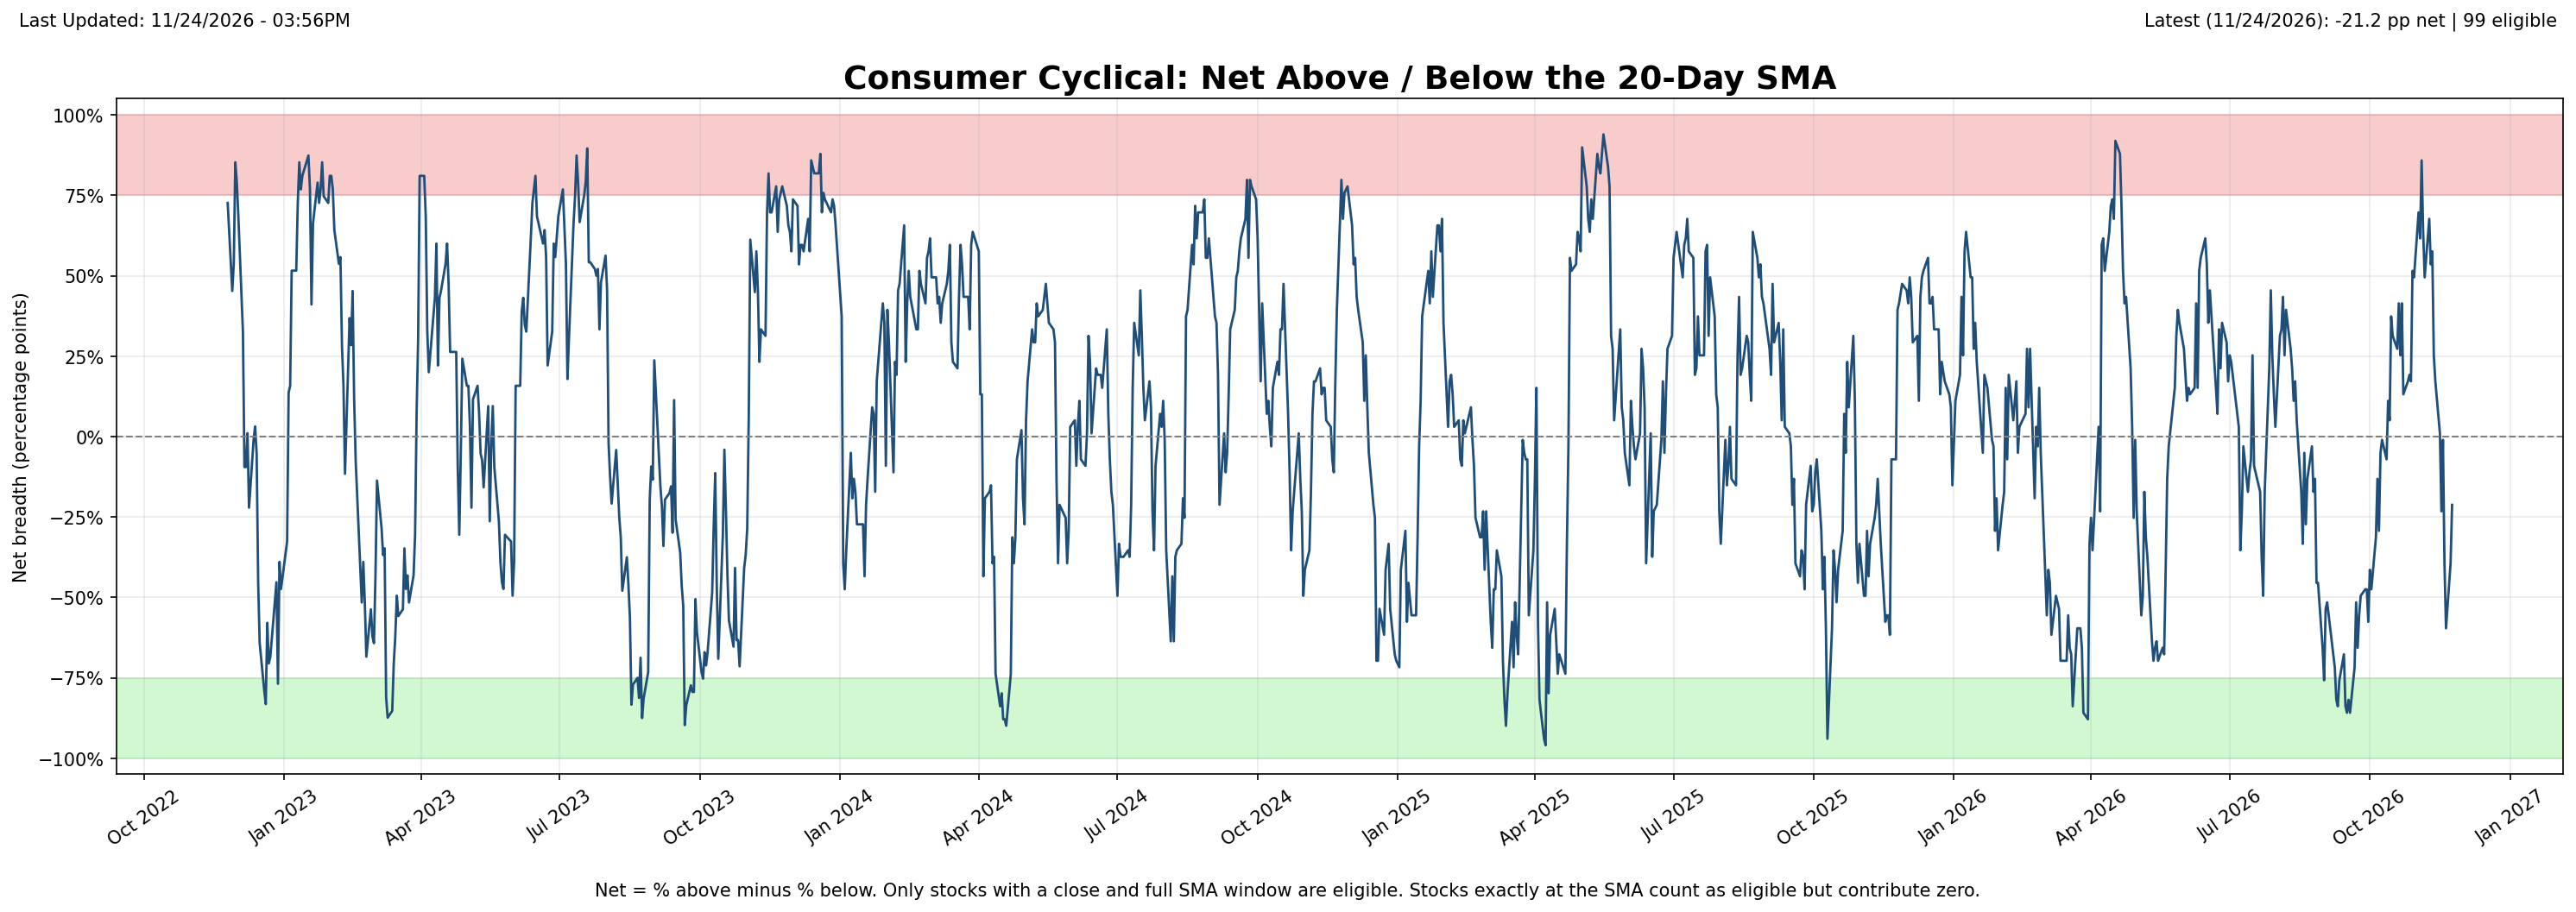 Last Updated: 11/24/2026 - 03:56PM
Latest (11/24/2026): -21.2 pp net | 99 eligible
Consumer Cyclical: Net Above / Below the 20-Day SMA
Net breadth (percentage points)
100%
75%
50%
25%
0%
−25%
−50%
−75%
−100%
Oct 2022
Jan 2023
Apr 2023
Jul 2023
Oct 2023
Jan 2024
Apr 2024
Jul 2024
Oct 2024
Jan 2025
Apr 2025
Jul 2025
Oct 2025
Jan 2026
Apr 2026
Jul 2026
Oct 2026
Jan 2027
Net = % above minus % below. Only stocks with a close and full SMA window are eligible. Stocks exactly at the SMA count as eligible but contribute zero.